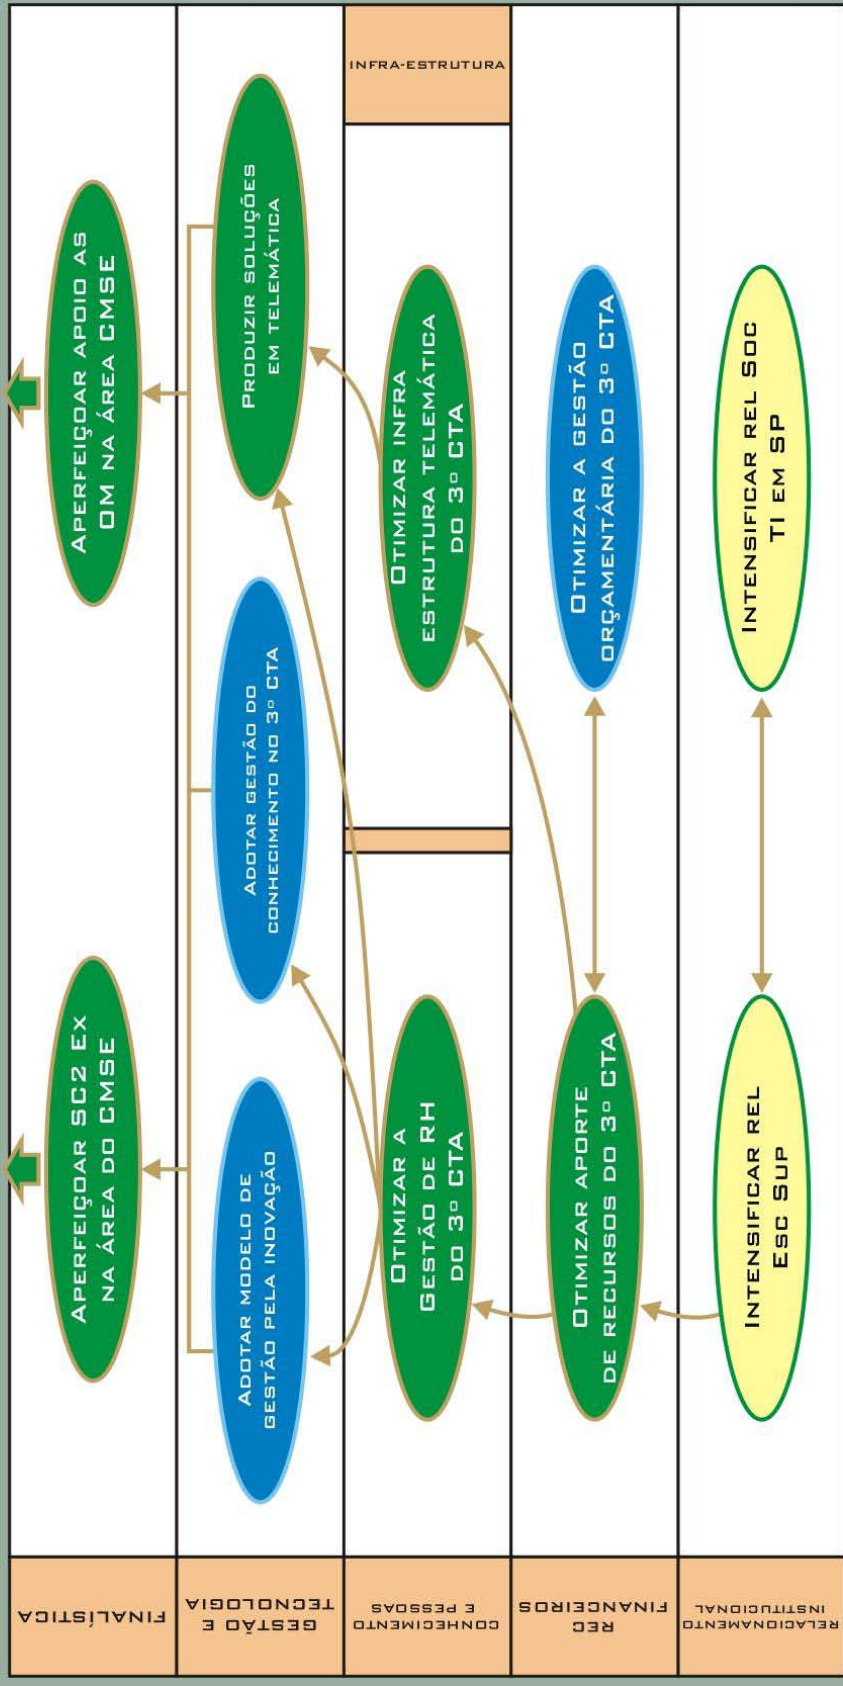 FINALÍSTICA
APERFEIÇOAR SC2 EX
NA ÁREA DO CMSE
APERFEIÇOAR APOIO AS
OM NA ÁREA CMSE
GESTÃO E
TECNOLOGIA
ADOTAR MODELO DE
GESTÃO PELA INOVAÇÃO
ADOTAR GESTÃO DO
CONHECIMENTO NO 3º CTA
PRODUZIR SOLUÇÕES
EM TELEMÁTICA
CONHECIMENTO
E PESSOAS
OTIMIZAR A
GESTÃO DE RH
DO 3º CTA
OTIMIZAR INFRA
ESTRUTURA TELEMÁTICA
DO 3º CTA
INFRA-ESTRUTURA
REC
FINANCEIROS
OTIMIZAR APORTE
DE RECURSOS DO 3º CTA
OTIMIZAR A GESTÃO
ORÇAMENTÁRIA DO 3º CTA
RELACIONAMENTO
INSTITUCIONAL
INTENSIFICAR REL
ESC SUP
INTENSIFICAR REL SOC
TI EM SP